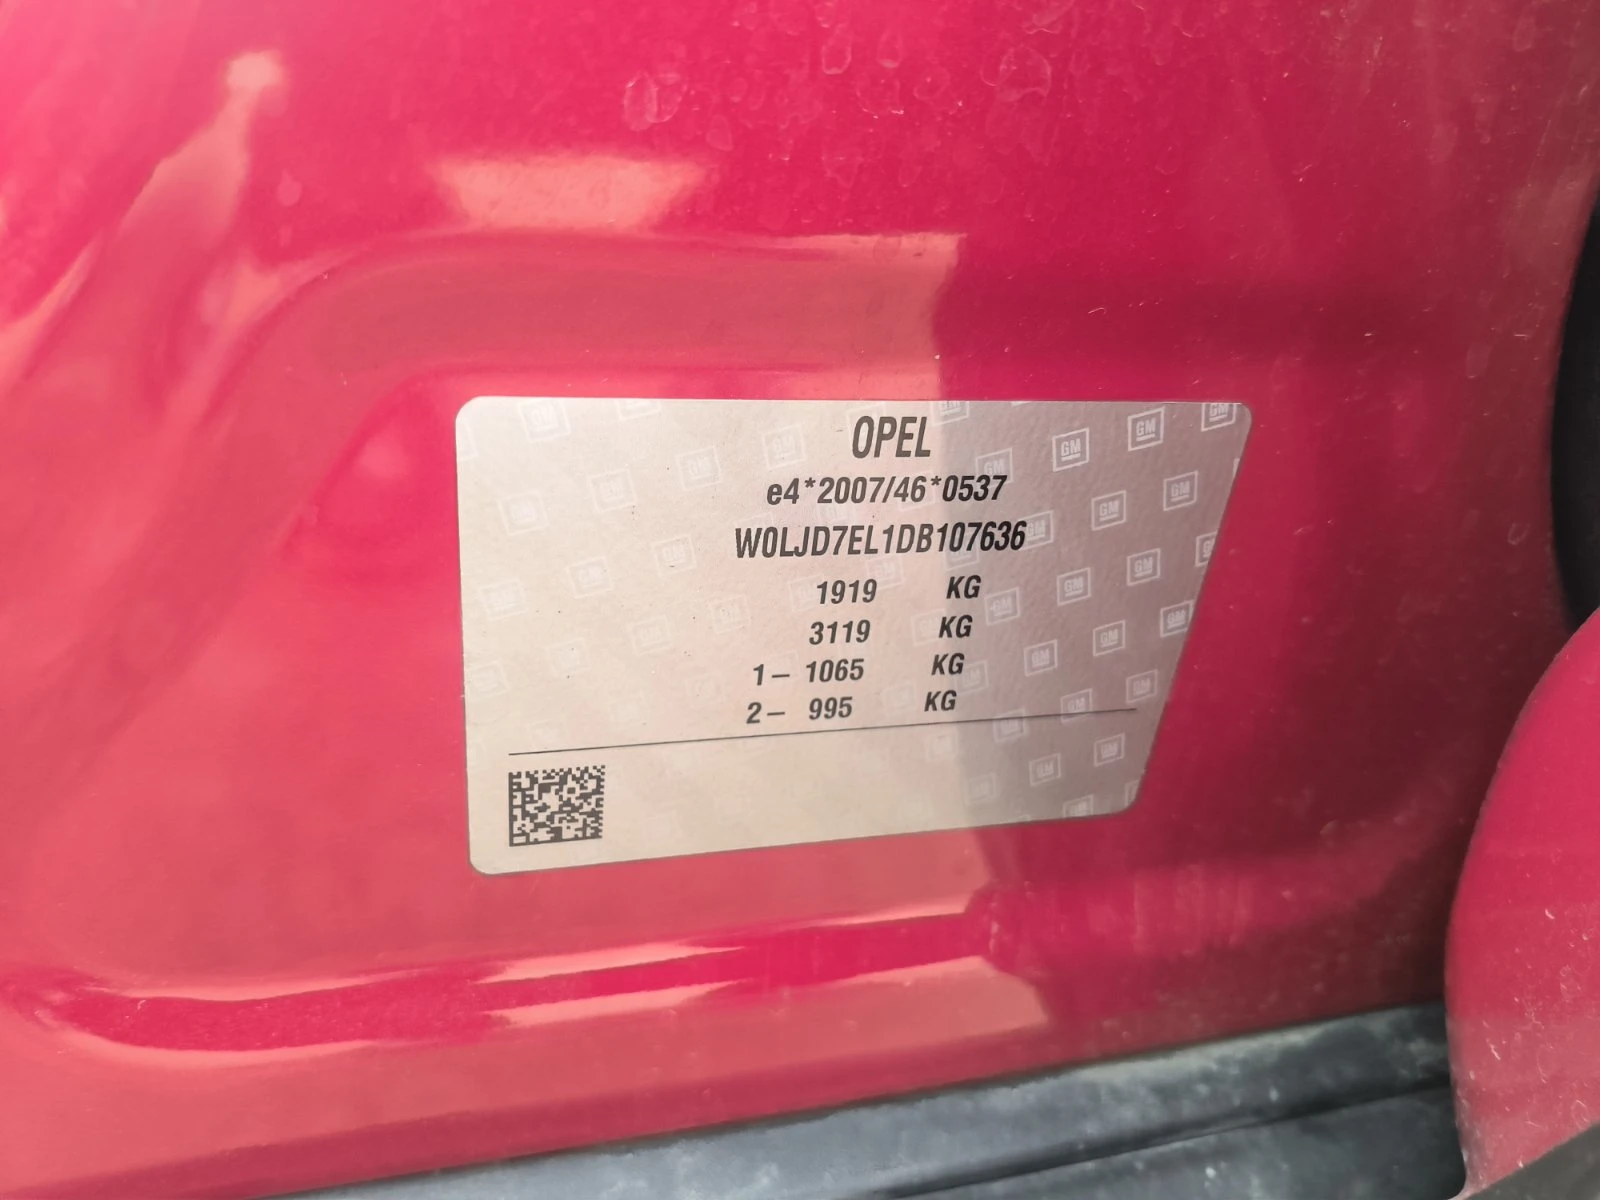 OPEL
e4*2007/46*0537
W0LJD7EL1DB107636
1919 KG
3119 KG
1– 1065 KG
2– 995 KG